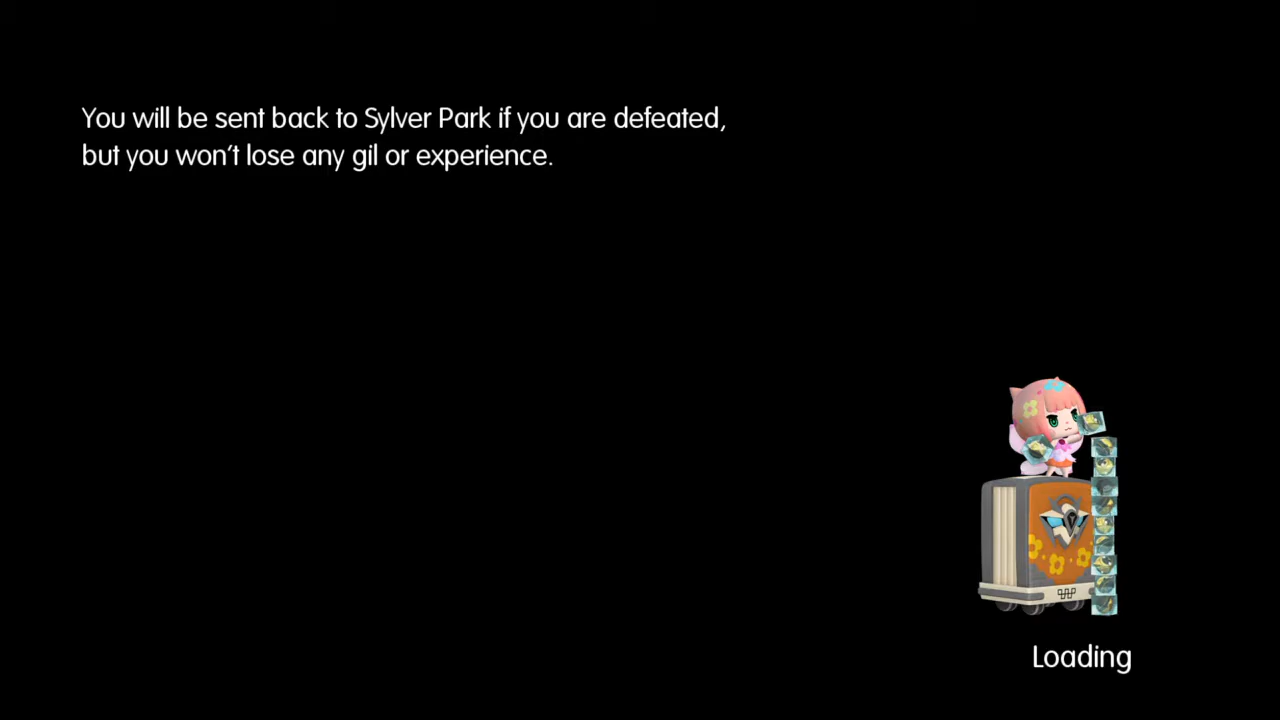 You will be sent back to Sylver Park if you are defeated,
but you won't lose any gil or experience.
Loading